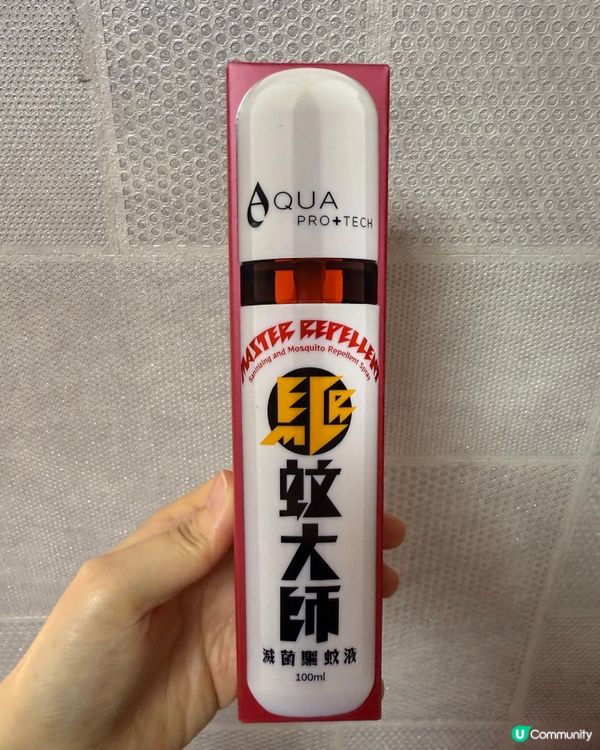 AQUA
PRO+TECH
MASTER REPELLENT
Sanitizing and Mosquito Repellent Spray
驅
蚊
大
師
滅菌驅蚊液
100ml
U Community